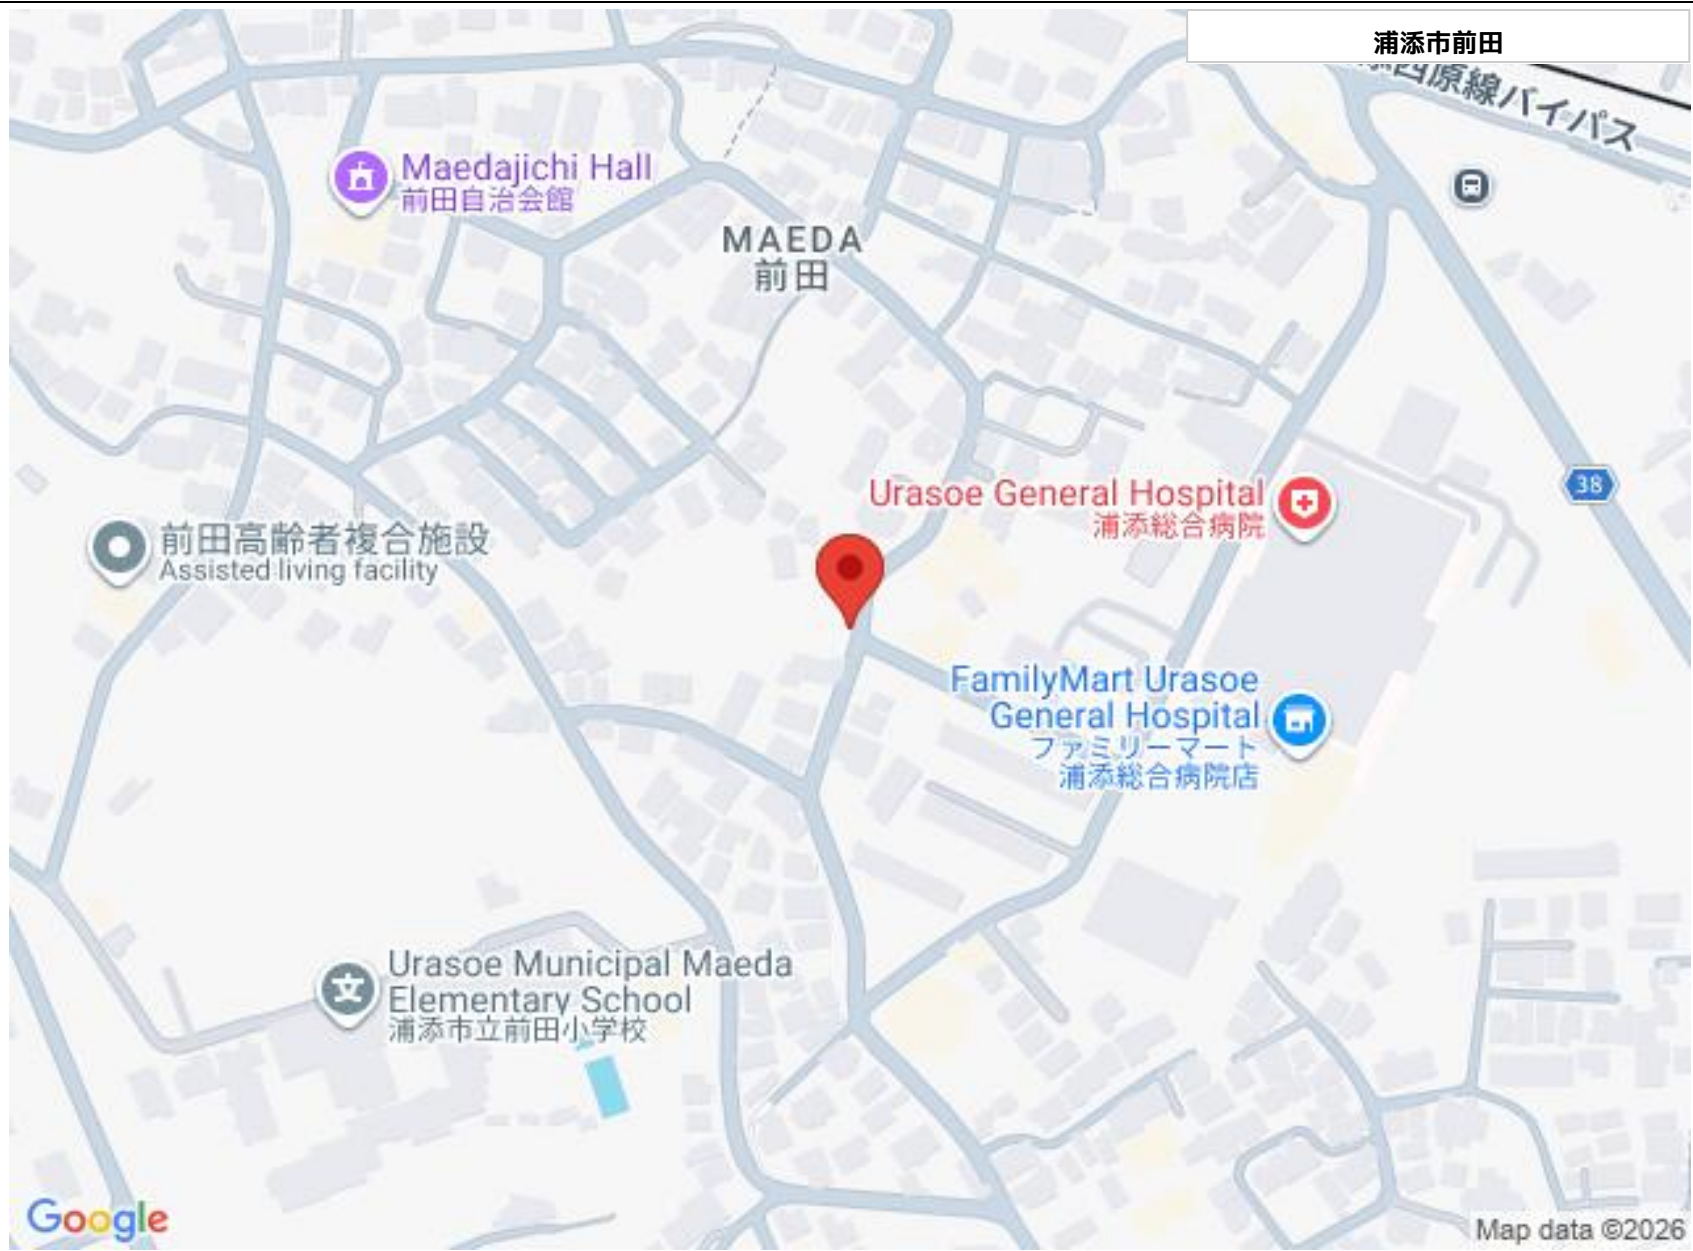 浦添市前田
西原線バイパス
Maedajichi Hall
前田自治会館
MAEDA
前田
38
Urasoe General Hospital
浦添総合病院
前田高齢者複合施設
Assisted living facility
FamilyMart Urasoe
General Hospital
ファミリーマート
浦添総合病院店
Urasoe Municipal Maeda
Elementary School
浦添市立前田小学校
文
Google
Map data ©2026